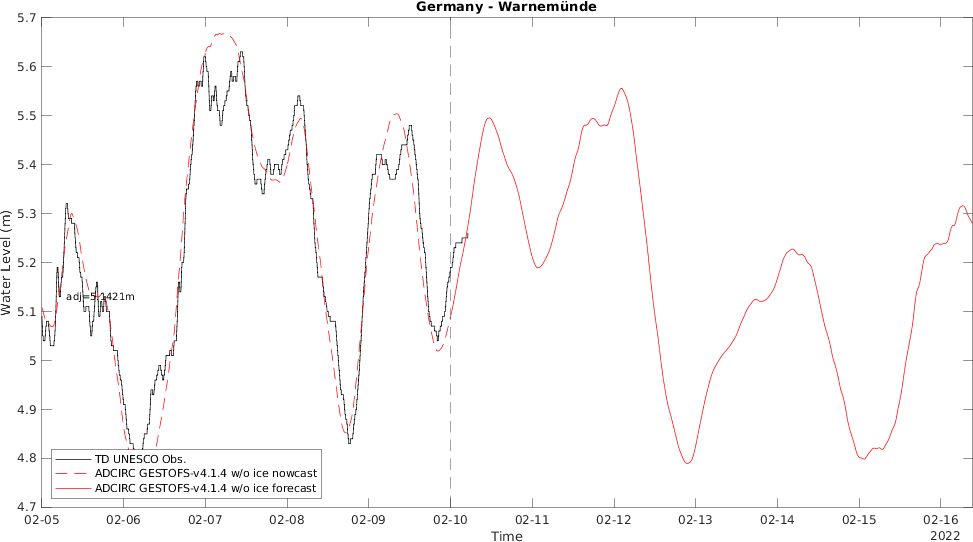 Germany - Warnemünde
5.7
5.6
5.5
5.4
5.3
5.2
5.1
5
4.9
4.8
4.7
Water Level (m)
adj=5.1421m
TD UNESCO Obs.
ADCIRC GESTOFS-v4.1.4 w/o ice nowcast
ADCIRC GESTOFS-v4.1.4 w/o ice forecast
02-05 02-06 02-07 02-08 02-09 02-10 02-11 02-12 02-13 02-14 02-15 02-16
Time
2022